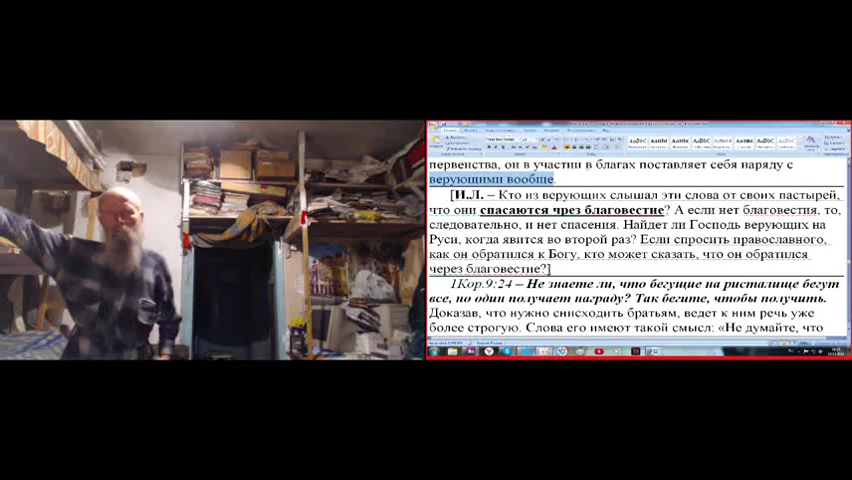 первенства, он в участии в благах поставляет себя наряду с
верующими вообще.
[И.Л. – Кто из верующих слышал эти слова от своих пастырей,
что они спасаются чрез благовестие? А если нет благовестия, то,
следовательно, и нет спасения. Найдет ли Господь верующих на
Руси, когда явится во второй раз? Если спросить православного,
как он обратился к Богу, кто может сказать, что он обратился
через благовестие?]
1Кор.9:24 – Не знаете ли, что бегущие на ристалище бегут
все, но один получает награду? Так бегите, чтобы получить.
Доказав, что нужно снисходить братьям, ведет к ним речь уже
более строгую. Слова его имеют такой смысл: «Не думайте, что